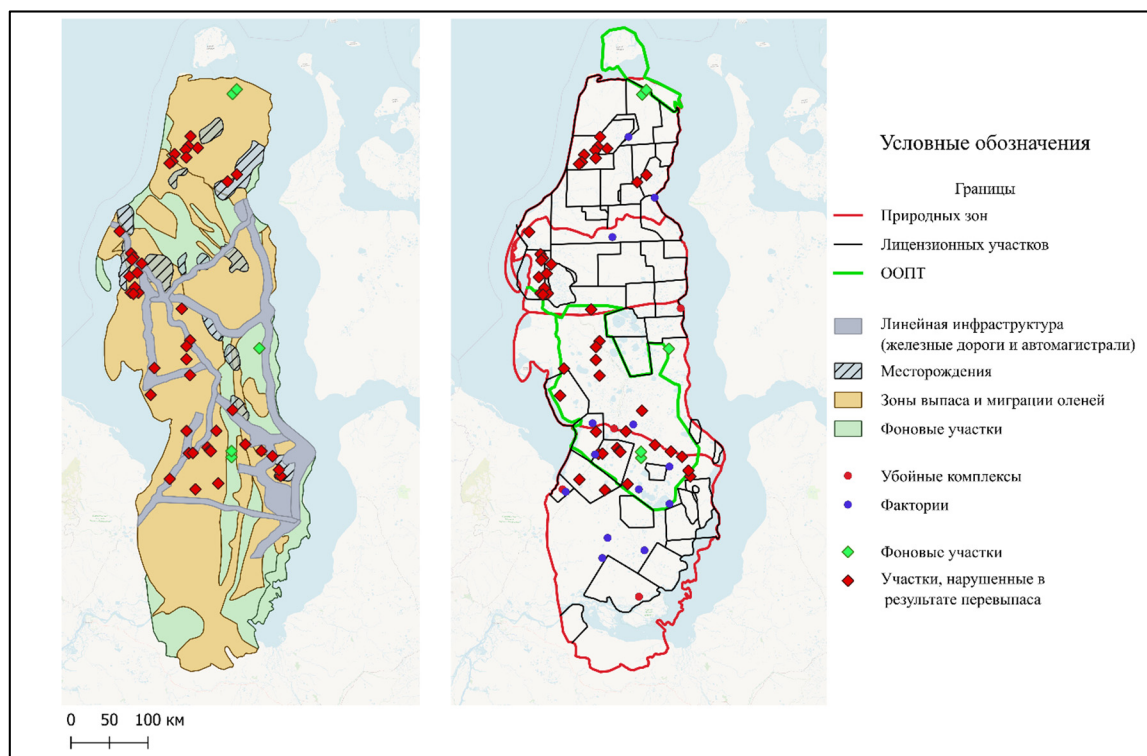 Условные обозначения
Границы
Природных зон
Лицензионных участков
ООПТ
Линейная инфраструктура
(железные дороги и автомагистрали)
Месторождения
Зоны выпаса и миграции оленей
Фоновые участки
Убойные комплексы
Фактории
Фоновые участки
Участки, нарушенные в
результате перевыпаса
0 50 100 км